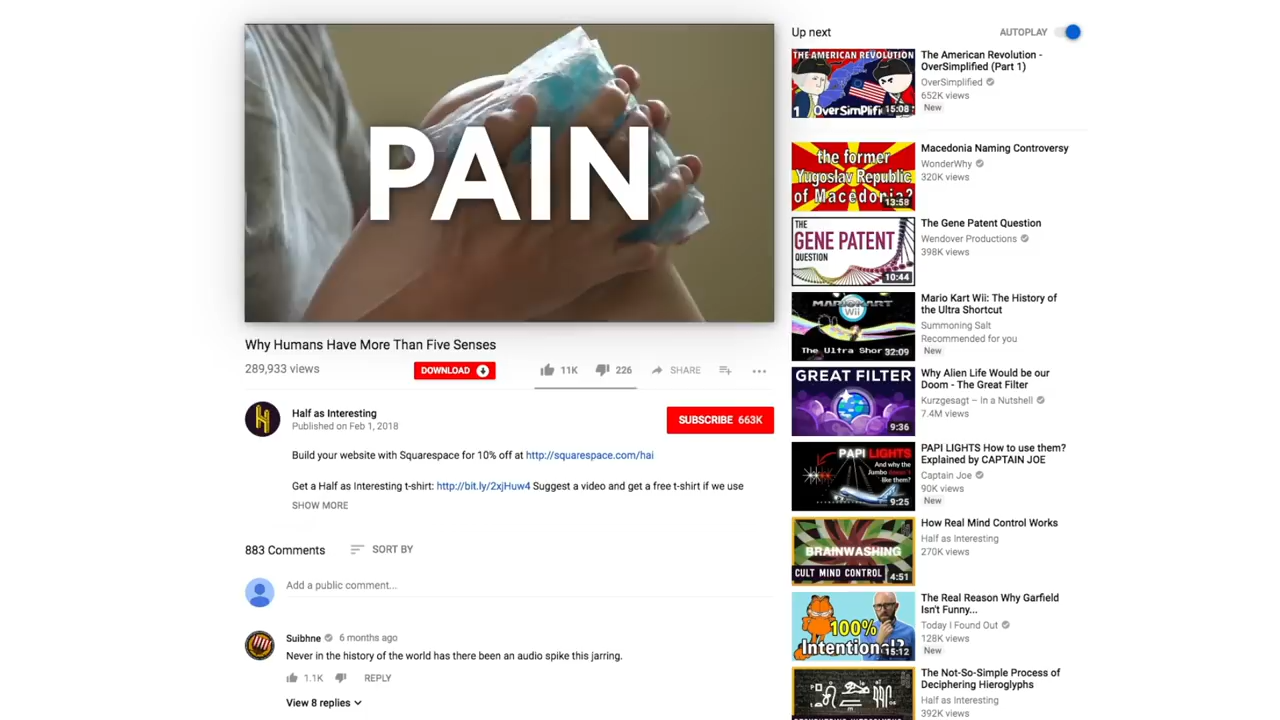 PAIN
Why Humans Have More Than Five Senses
289,933 views
DOWNLOAD
11K
226
SHARE
Half as Interesting
Published on Feb 1, 2018
SUBSCRIBE 663K
Build your website with Squarespace for 10% off at http://squarespace.com/hai
Get a Half as Interesting t-shirt: http://bit.ly/2xjHuw4 Suggest a video and get a free t-shirt if we use
SHOW MORE
883 Comments
SORT BY
Add a public comment...
Suibhne 6 months ago
Never in the history of the world has there been an audio spike this jarring.
1.1K
REPLY
View 8 replies
Up next
AUTOPLAY
THE AMERICAN REVOLUTION
1
OverSimplifi
15:08
The American Revolution -
OverSimplified (Part 1)
OverSimplified
652K views
New
the former
Yugoslav Republic
of Macedonia?
13:58
Macedonia Naming Controversy
WonderWhy
320K views
THE
GENE PATENT
QUESTION
10:44
The Gene Patent Question
Wendover Productions
398K views
MARIOKART
Wii
The Ultra Shor
32:09
Mario Kart Wii: The History of
the Ultra Shortcut
Summoning Salt
Recommended for you
New
GREAT FILTER
9:36
Why Alien Life Would be our
Doom - The Great Filter
Kurzgesagt – In a Nutshell
7.4M views
PAPI LIGHTS
And why the
Jumbo doesn't
like them?
9:25
PAPI LIGHTS How to use them?
Explained by CAPTAIN JOE
Captain Joe
90K views
New
BRAINWASHING
CULT MIND CONTROL
4:51
How Real Mind Control Works
Half as Interesting
270K views
100%
Intentional?
15:12
The Real Reason Why Garfield
Isn't Funny...
Today I Found Out
128K views
New
The Not-So-Simple Process of
Deciphering Hieroglyphs
Half as Interesting
392K views